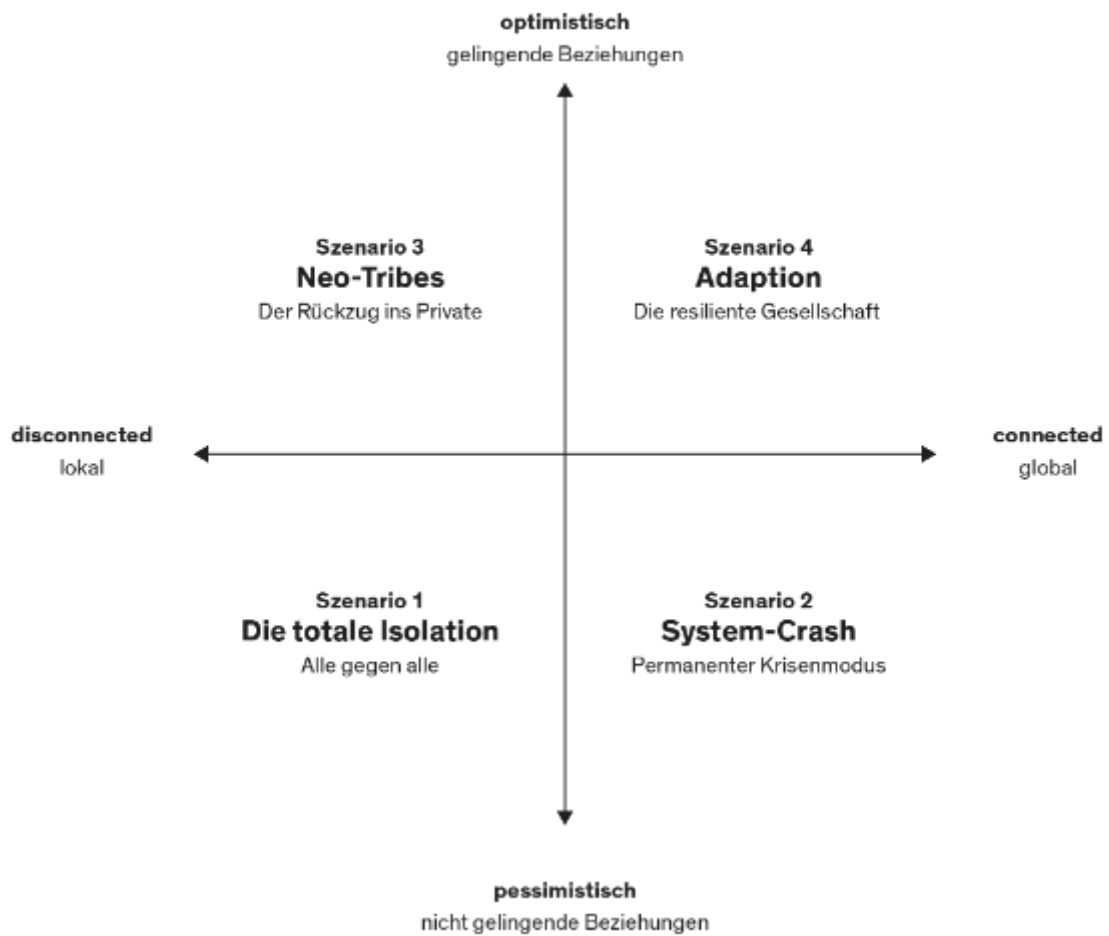 optimistisch
gelingende Beziehungen
Szenario 3
Neo-Tribes
Der Rückzug ins Private
Szenario 4
Adaption
Die resiliente Gesellschaft
disconnected
lokal
connected
global
Szenario 1
Die totale Isolation
Alle gegen alle
Szenario 2
System-Crash
Permanenter Krisenmodus
pessimistisch
nicht gelingende Beziehungen